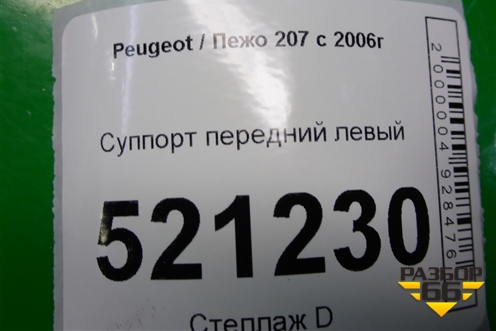 Peugeot / Пежо 207 с 2006г
Суппорт передний левый
521230
Стеллаж D
2000004928476
РАЗБОР
66